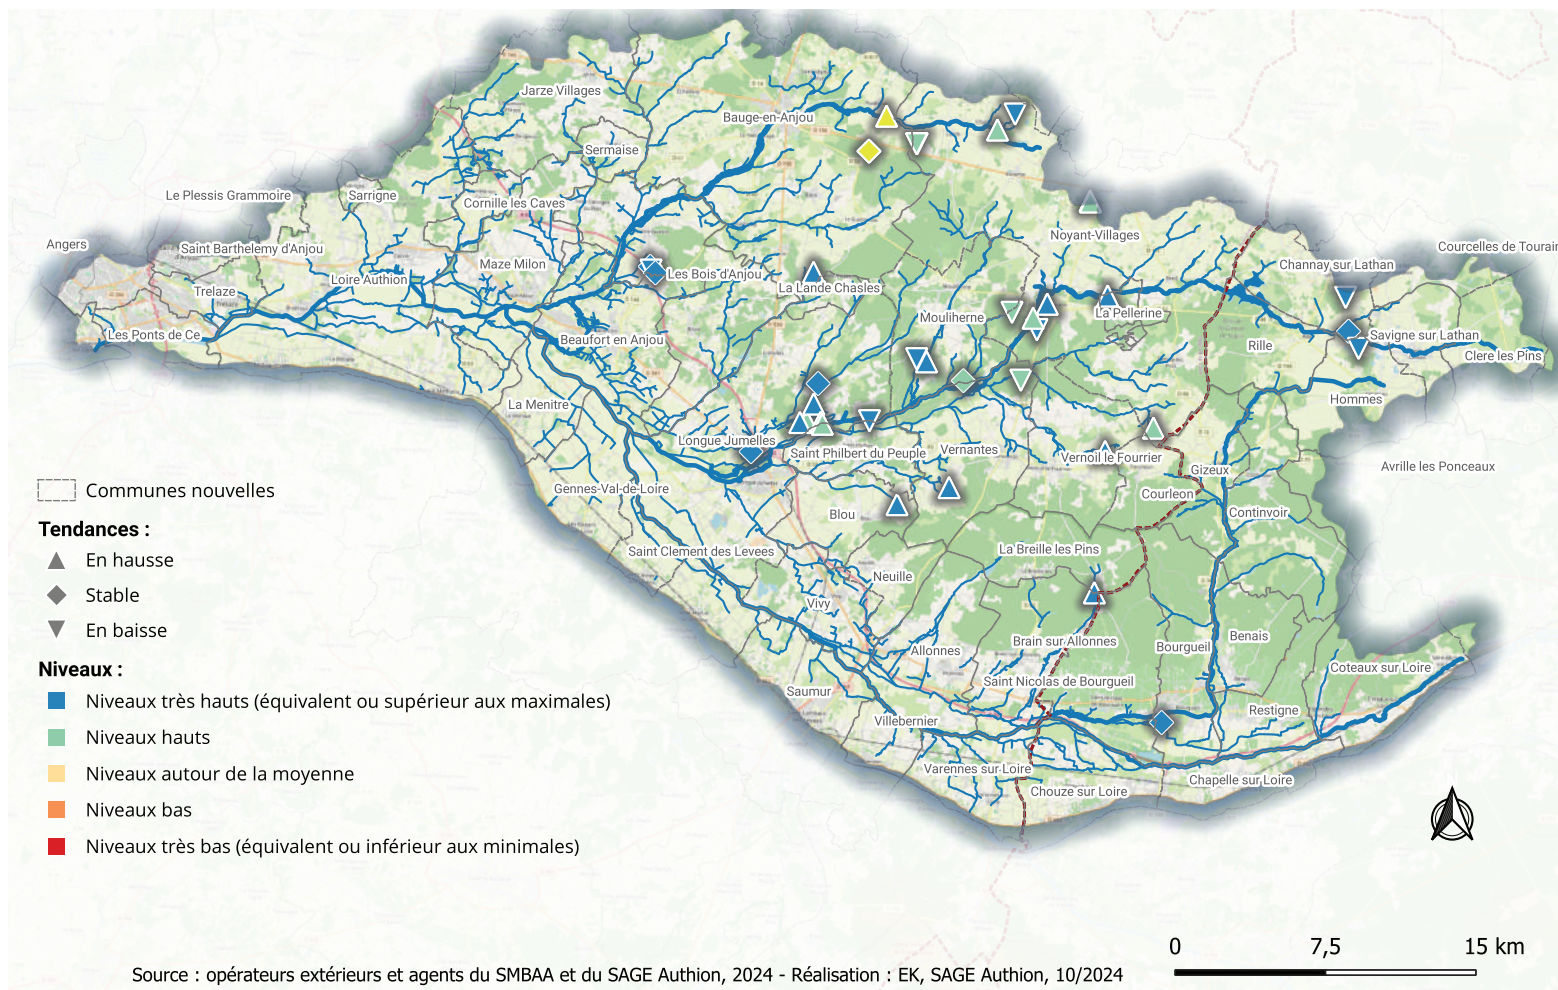 Jarze Villages
Bauge-en-Anjou
Sermaise
Le Plessis Grammoire
Sarrigne
Cornille les Caves
Angers
Saint Barthelemy d'Anjou
Noyant-Villages
Courcelles de Tourain
Trelaze
Loire Authion
Maze Milon
Les Bois d'Anjou
La Lande Chasles
Channay sur Lathan
Les Ponts de Ce
Beaufort en Anjou
Mouliherne
La Pellerine
Rille
Savigne sur Lathan
Clere les Pins
La Menitre
Hommes
Longue Jumelles
Saint Philbert du Peuple
Vernantes
Vernoil le Fourrier
Gizeux
Avrille les Ponceaux
Gennes-Val-de-Loire
Courleon
Blou
Continvoir
Saint Clement des Levees
La Breille les Pins
Neuille
Vivy
Allonnes
Brain sur Allonnes
Bourgueil
Benais
Coteaux sur Loire
Saumur
Saint Nicolas de Bourgueil
Villebernier
Restigne
Varennes sur Loire
Chouze sur Loire
Chapelle sur Loire
Communes nouvelles
Tendances :
En hausse
Stable
En baisse
Niveaux :
Niveaux très hauts (équivalent ou supérieur aux maximales)
Niveaux hauts
Niveaux autour de la moyenne
Niveaux bas
Niveaux très bas (équivalent ou inférieur aux minimales)
0 7,5 15 km
Source : opérateurs extérieurs et agents du SMBAA et du SAGE Authion, 2024 - Réalisation : EK, SAGE Authion, 10/2024